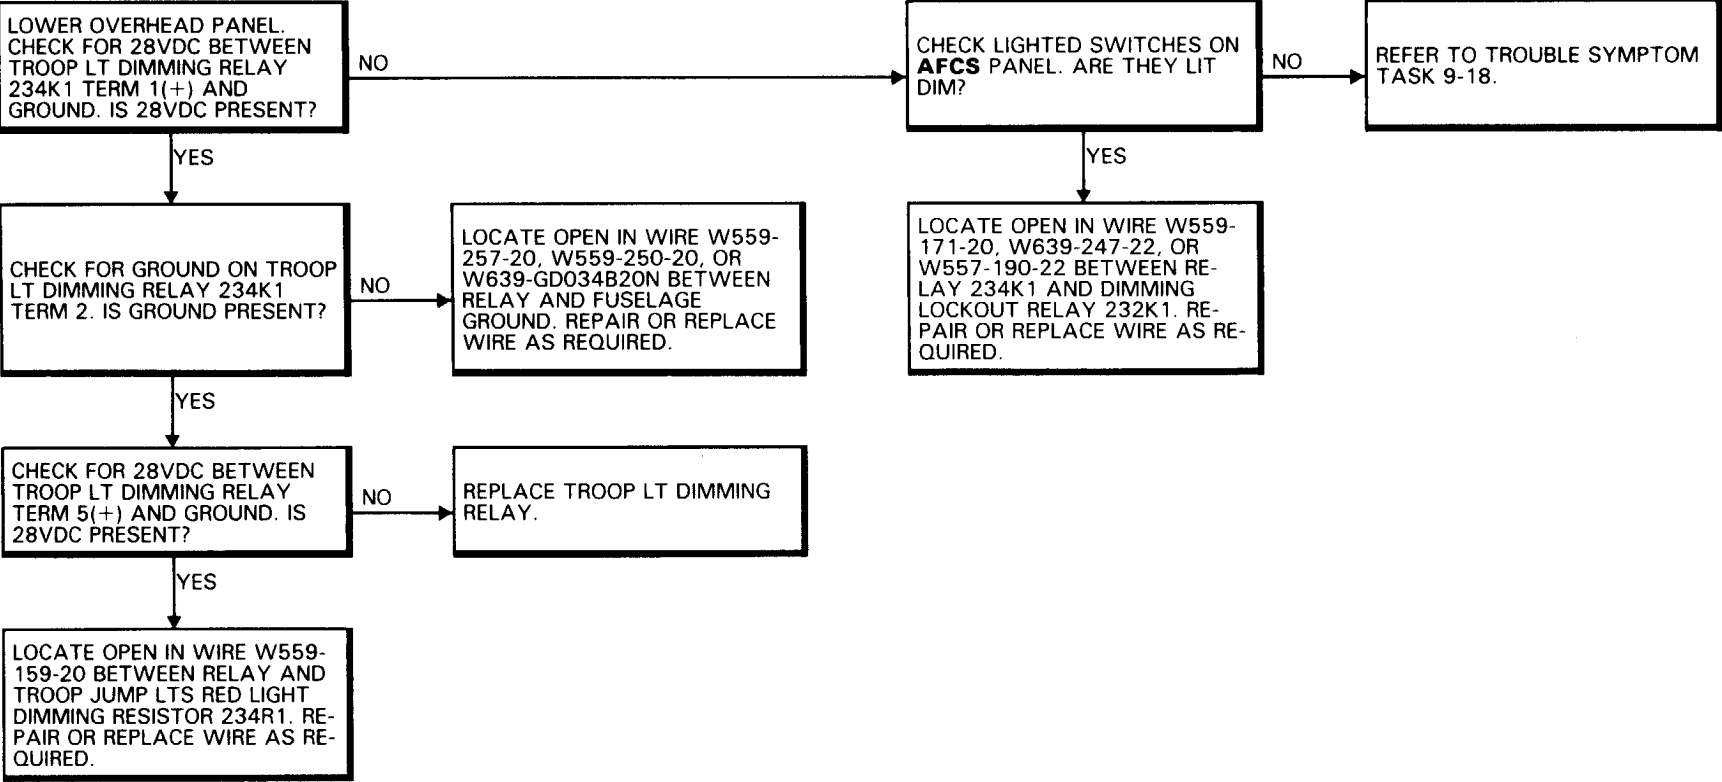 LOWER OVERHEAD PANEL.
CHECK FOR 28VDC BETWEEN
TROOP LT DIMMING RELAY
234K1 TERM 1(+) AND
GROUND. IS 28VDC PRESENT?
NO
CHECK LIGHTED SWITCHES ON
AFCS PANEL. ARE THEY LIT
DIM?
NO
REFER TO TROUBLE SYMPTOM
TASK 9-18.
YES
YES
CHECK FOR GROUND ON TROOP
LT DIMMING RELAY 234K1
TERM 2. IS GROUND PRESENT?
NO
LOCATE OPEN IN WIRE W559-
257-20, W559-250-20, OR
W639-GD034B20N BETWEEN
RELAY AND FUSELAGE
GROUND. REPAIR OR REPLACE
WIRE AS REQUIRED.
LOCATE OPEN IN WIRE W559-
171-20, W639-247-22, OR
W557-190-22 BETWEEN RE-
LAY 234K1 AND DIMMING
LOCKOUT RELAY 232K1. RE-
PAIR OR REPLACE WIRE AS RE-
QUIRED.
YES
CHECK FOR 28VDC BETWEEN
TROOP LT DIMMING RELAY
TERM 5(+) AND GROUND. IS
28VDC PRESENT?
NO
REPLACE TROOP LT DIMMING
RELAY.
YES
LOCATE OPEN IN WIRE W559-
159-20 BETWEEN RELAY AND
TROOP JUMP LTS RED LIGHT
DIMMING RESISTOR 234R1. RE-
PAIR OR REPLACE WIRE AS RE-
QUIRED.